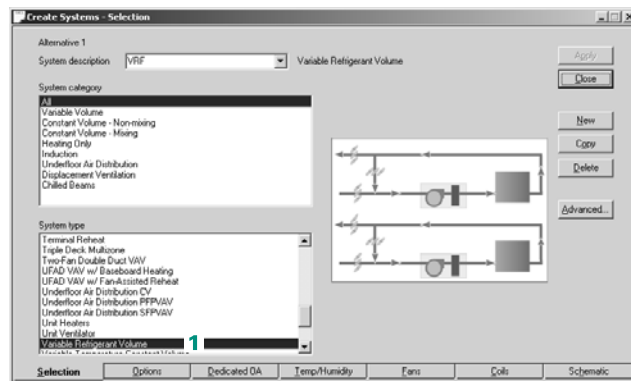 Create Systems - Selection
Alternative 1
System description
VRF
Variable Refrigerant Volume
Apply
Close
System category
All
Variable Volume
Constant Volume - Non-mixing
Constant Volume - Mixing
Heating Only
Induction
Underfloor Air Distribution
Displacement Ventilation
Chilled Beams
New
Copy
Delete
Advanced...
System type
Terminal Reheat
Triple Deck Multizone
Two-Fan Double Duct VAV
UFAD VAV w/ Baseboard Heating
UFAD VAV w/ Fan-Assisted Reheat
Underfloor Air Distribution CV
Underfloor Air Distribution PFPVAV
Underfloor Air Distribution SFPVAV
Unit Heaters
Unit Ventilator
Variable Refrigerant Volume 1
Variable Temperature Constant Volume
Selection Options Dedicated OA Temp/Humidity Fans Coils Schematic